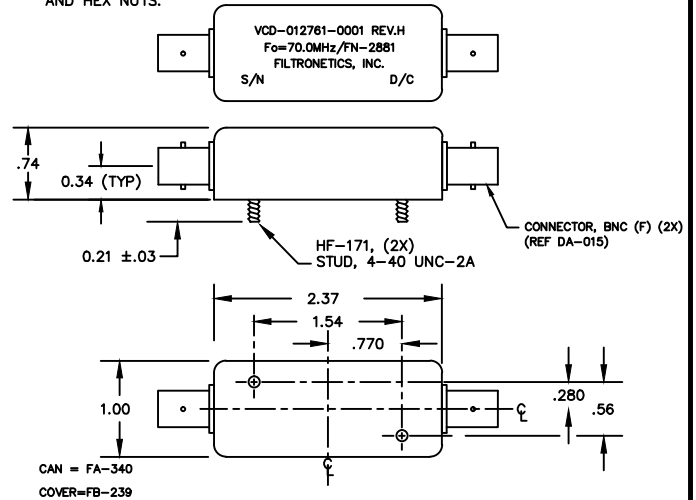 AND HEX NUTS.
VCD-012761-0001 REV.H
Fo=70.0MHz/FN-2881
FILTRONETICS, INC.
S/N D/C
.74
0.34 (TYP)
0.21 ±.03
HF-171, (2X)
STUD, 4-40 UNC-2A
CONNECTOR, BNC (F) (2X)
(REF DA-015)
2.37
1.54
.770
1.00
.280
.56
℄
℄
CAN = FA-340
COVER=FB-239